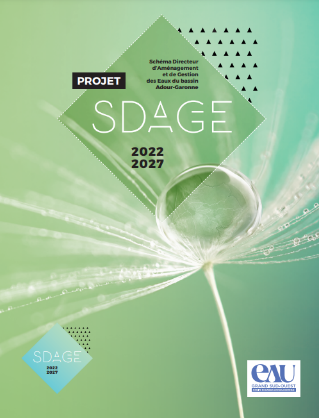 Schéma Directeur
d'Aménagement
et de Gestion
des Eaux du bassin
Adour-Garonne
PROJET
SDAGE
2022
2027
SDAGE
2022
2027
eau
GRAND SUD-OUEST